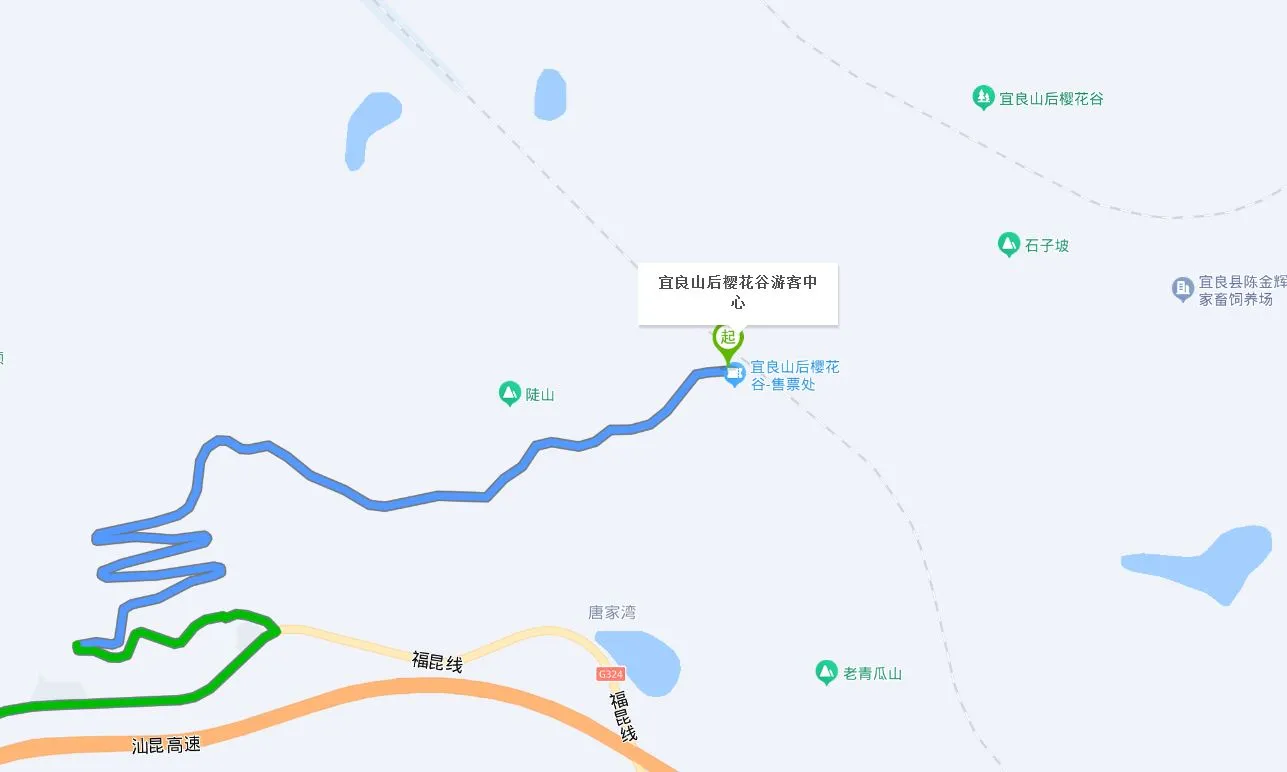 宜良山后樱花谷
石子坡
宜良县陈金辉
家畜饲养场
宜良山后樱花谷游客中
心
起
宜良山后樱花
谷-售票处
陡山
唐家湾
福昆线
G324
老青瓜山
福昆线
汕昆高速